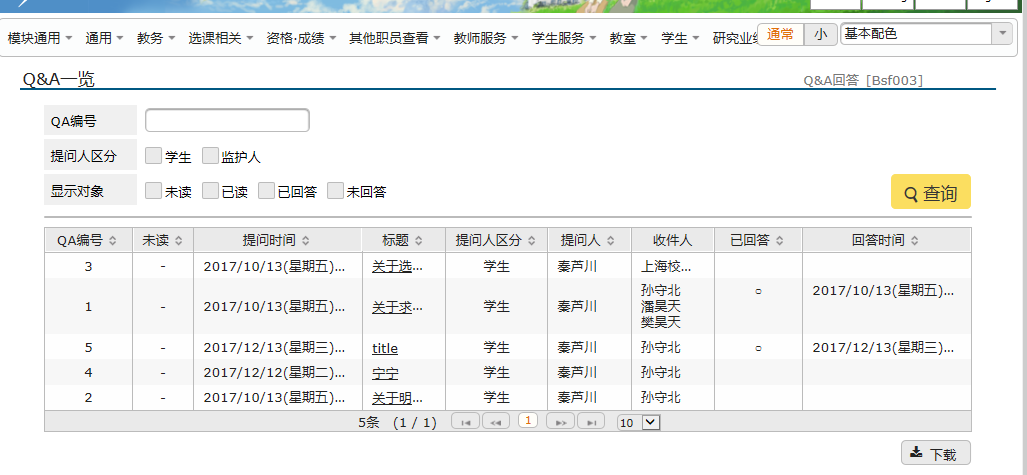 模块通用 通用 教务 选课相关 资格·成绩 其他职员查看 教师服务 学生服务 教室 学生 研究业 通常 小 基本配色
Q&A一览 Q&A回答 [Bsf003]
QA编号
提问人区分 学生 监护人
显示对象 未读 已读 已回答 未回答 查询
QA编号 未读 提问时间 标题 提问人区分 提问人 收件人 已回答 回答时间
3 - 2017/10/13(星期五)... 关于选... 学生 秦芦川 上海校...
1 - 2017/10/13(星期五)... 关于求... 学生 秦芦川 孙守北 ○ 2017/10/13(星期五)...
潘昊天
樊昊天
5 - 2017/12/13(星期三)... title 学生 秦芦川 孙守北 ○ 2017/12/13(星期三)...
4 - 2017/12/12(星期二)... 宁宁 学生 秦芦川 孙守北
2 - 2017/10/13(星期五)... 关于明... 学生 秦芦川 孙守北
5条 (1 / 1) 1 10
下载